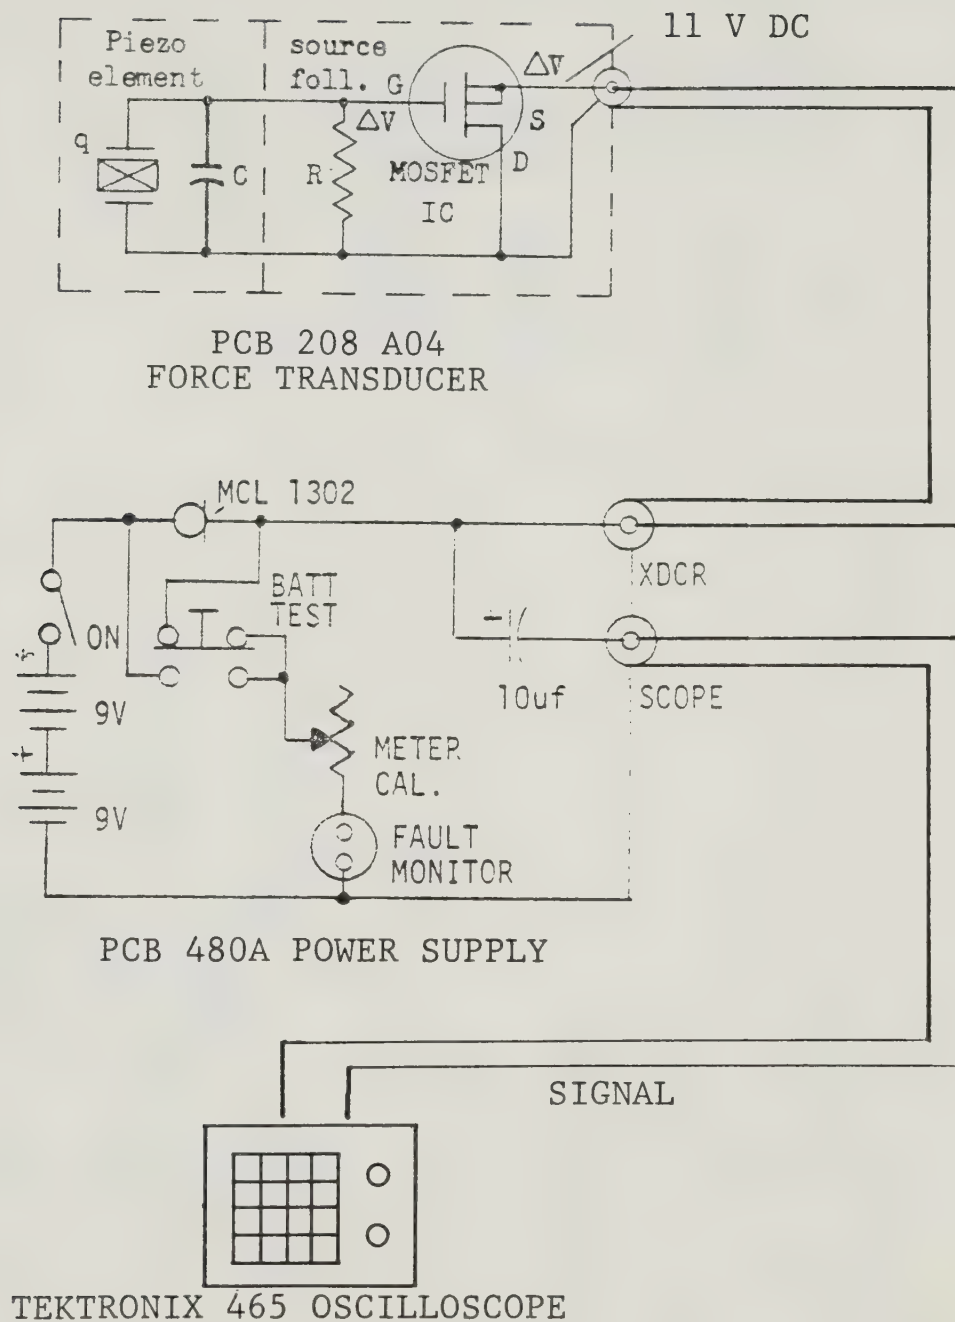 11 V DC
Piezo
element
source
foll.
G
ΔV
ΔV
S
D
q
C
R
MOSFET
IC
PCB 208 A04
FORCE TRANSDUCER
MCL 1302
BATT
TEST
ON
XDCR
+
9V
10uf
SCOPE
+
METER
CAL.
9V
FAULT
MONITOR
PCB 480A POWER SUPPLY
SIGNAL
TEKTRONIX 465 OSCILLOSCOPE